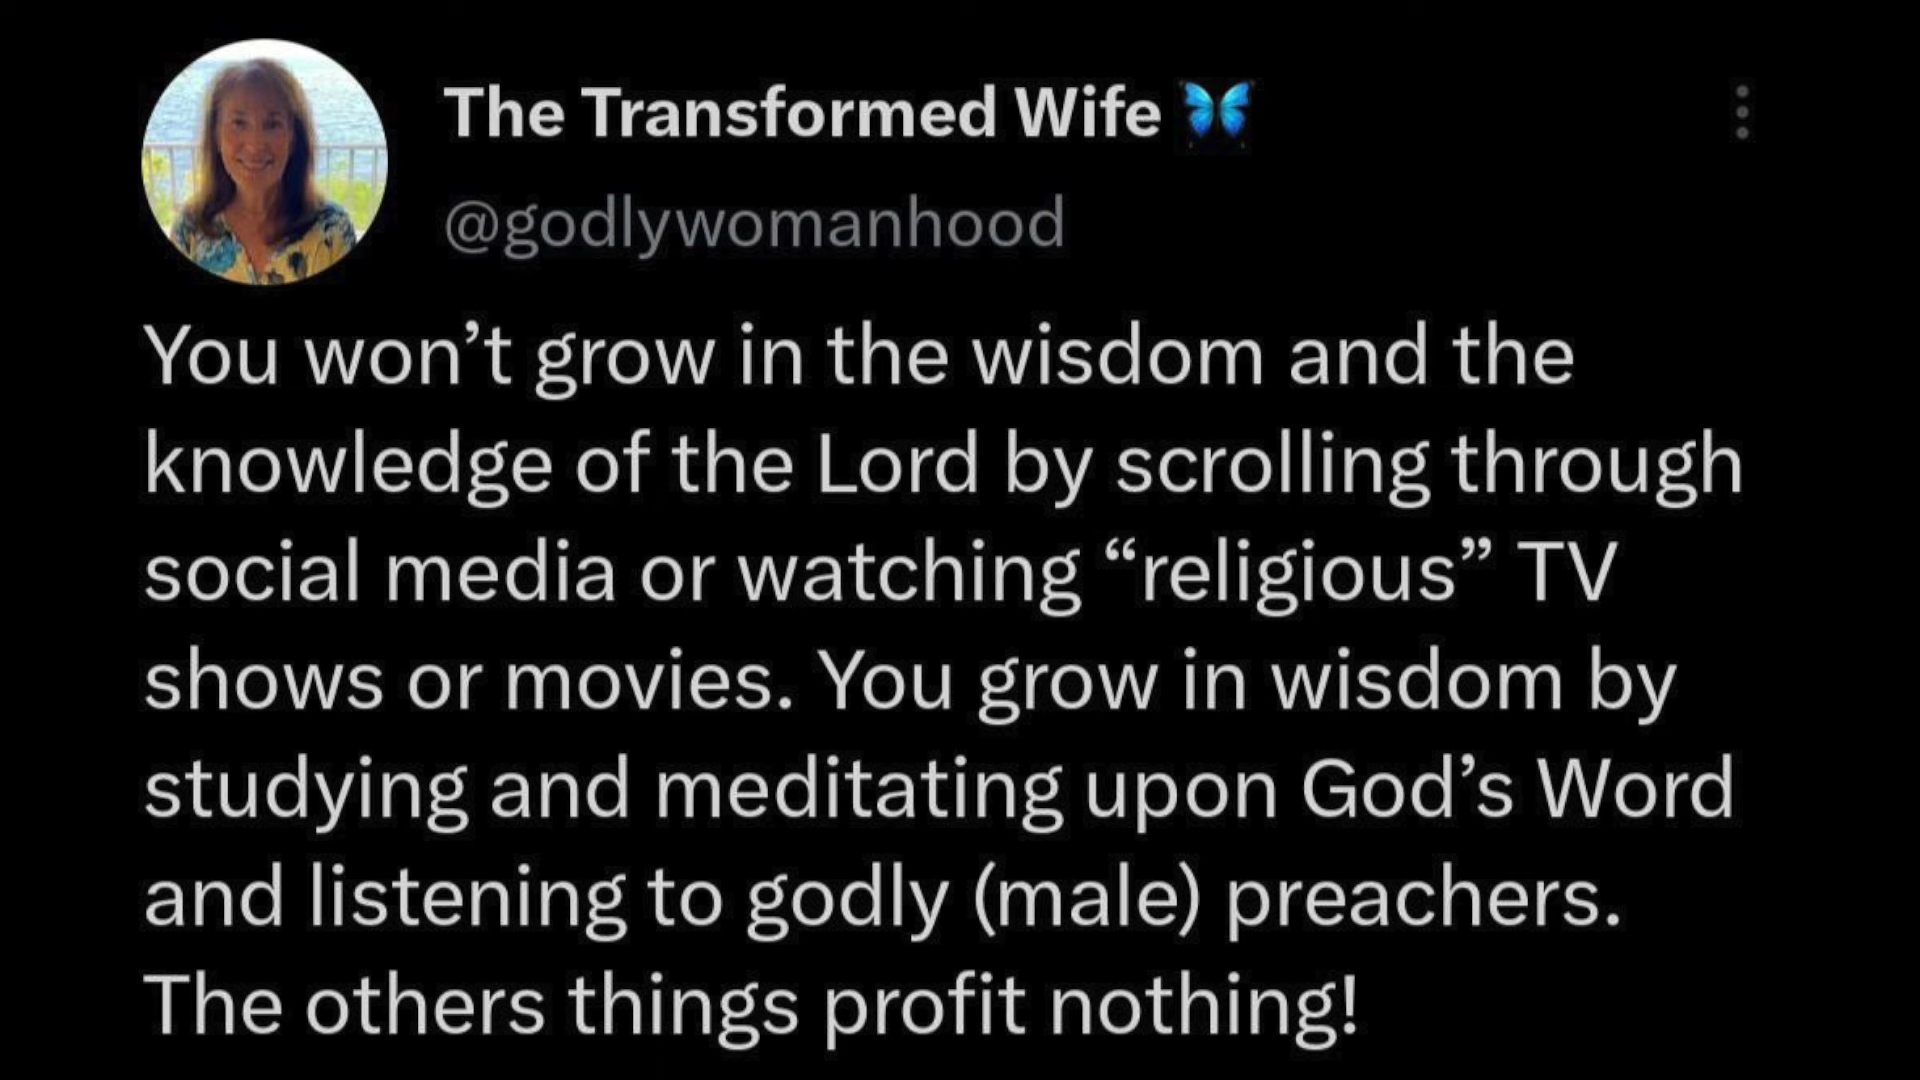 The Transformed Wife 🦋
@godlywomanhood
You won’t grow in the wisdom and the
knowledge of the Lord by scrolling through
social media or watching “religious” TV
shows or movies. You grow in wisdom by
studying and meditating upon God’s Word
and listening to godly (male) preachers.
The others things profit nothing!